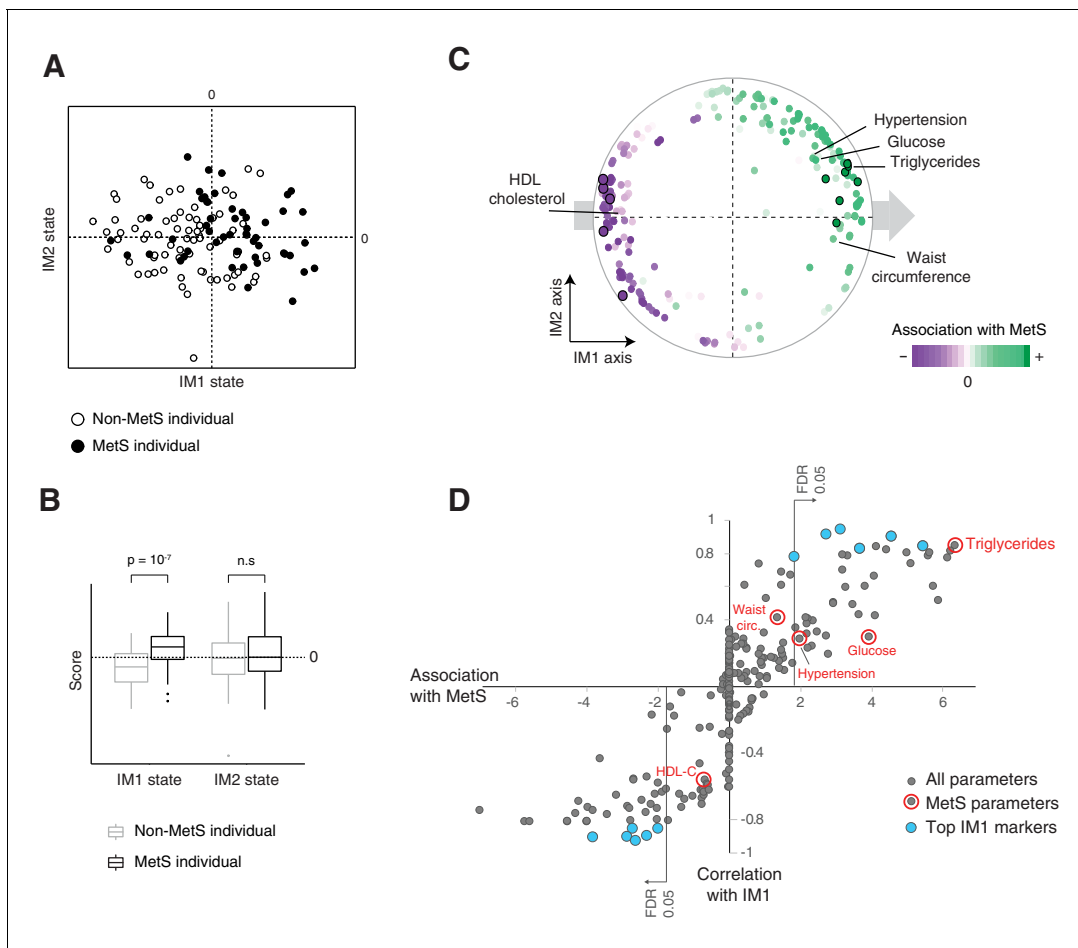 A
0
IM2 state
0
IM1 state
Non-MetS individual
MetS individual
B
p = 10-7
n.s
Score
0
IM1 state
IM2 state
Non-MetS individual
MetS individual
C
Hypertension
Glucose
Triglycerides
HDL
cholesterol
Waist
circumference
IM2 axis
IM1 axis
Association with MetS
–
+
0
D
FDR
0.05
1
0.8
0.4
-0.4
-0.8
-1
Triglycerides
Waist
circ.
Glucose
Hypertension
Association
with MetS
-6
-4
-2
2
4
6
HDL-C
All parameters
MetS parameters
Top IM1 markers
Correlation
with IM1
FDR
0.05